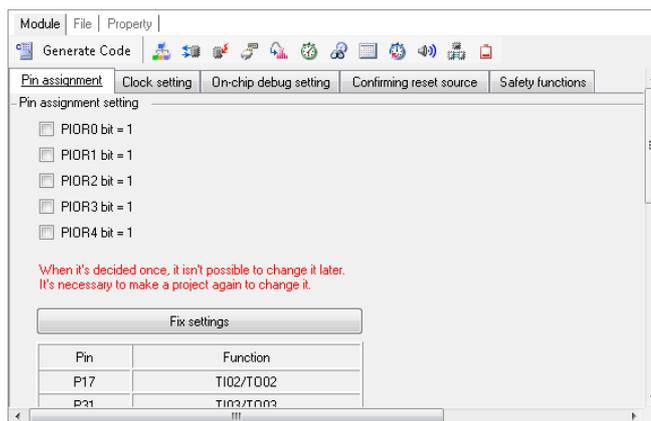 Module File Property
Generate Code
Pin assignment Clock setting On-chip debug setting Confirming reset source Safety functions
Pin assignment setting
PIOR0 bit = 1
PIOR1 bit = 1
PIOR2 bit = 1
PIOR3 bit = 1
PIOR4 bit = 1
When it's decided once, it isn't possible to change it later.
It's necessary to make a project again to change it.
Fix settings
Pin Function
P17 TI02/TO02
P31 TI03/TO03